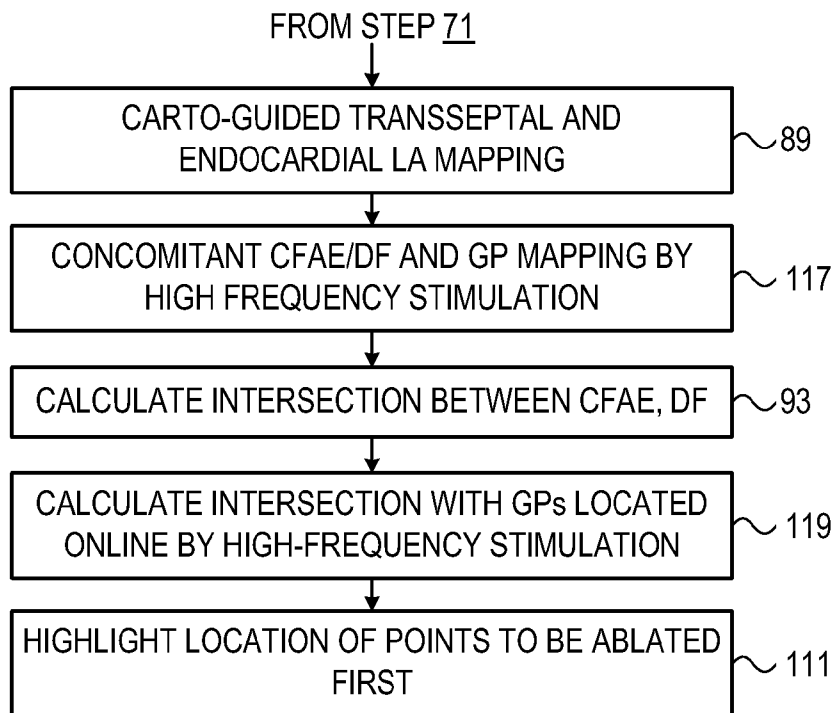 FROM STEP 71
CARTO-GUIDED TRANSSEPTAL AND
ENDOCARDIAL LA MAPPING
89
CONCOMITANT CFAE/DF AND GP MAPPING BY
HIGH FREQUENCY STIMULATION
117
CALCULATE INTERSECTION BETWEEN CFAE, DF
93
CALCULATE INTERSECTION WITH GPs LOCATED
ONLINE BY HIGH-FREQUENCY STIMULATION
119
HIGHLIGHT LOCATION OF POINTS TO BE ABLATED
FIRST
111